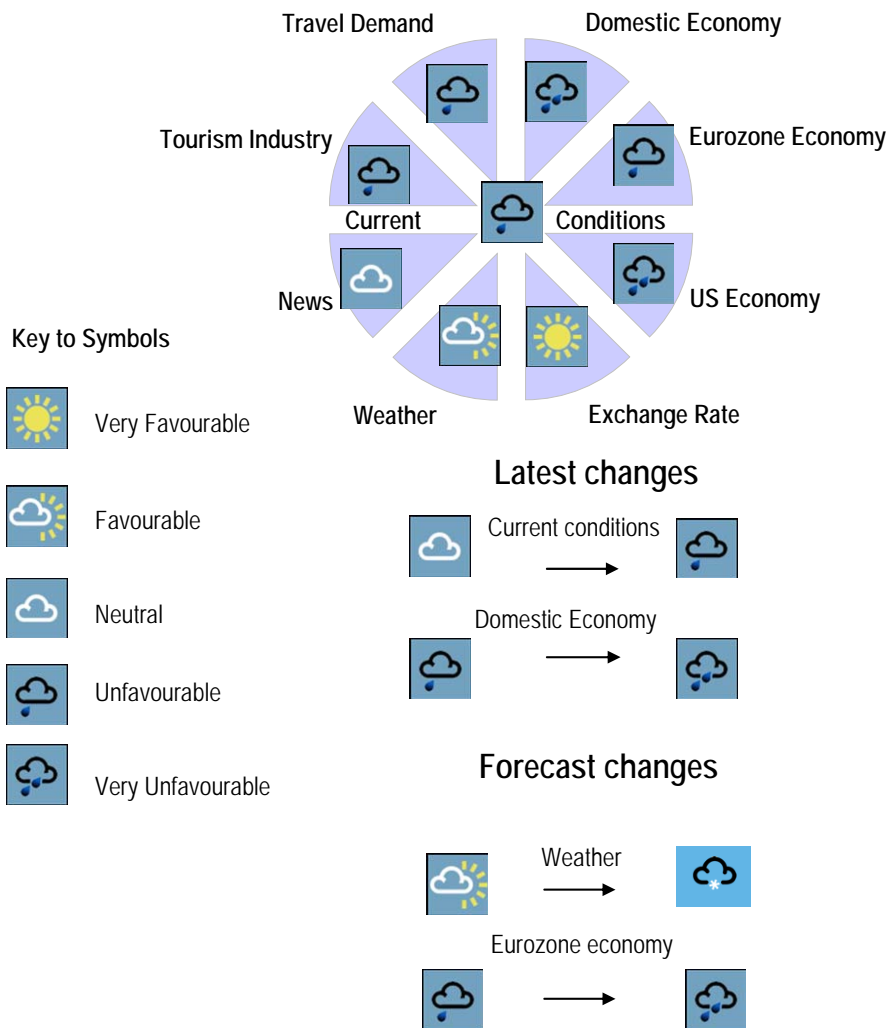 Travel Demand
Domestic Economy
Tourism Industry
Eurozone Economy
Current
Conditions
News
US Economy
Weather
Exchange Rate
Key to Symbols
Very Favourable
Favourable
Neutral
Unfavourable
Very Unfavourable
Latest changes
Current conditions
Domestic Economy
Forecast changes
Weather
Eurozone economy